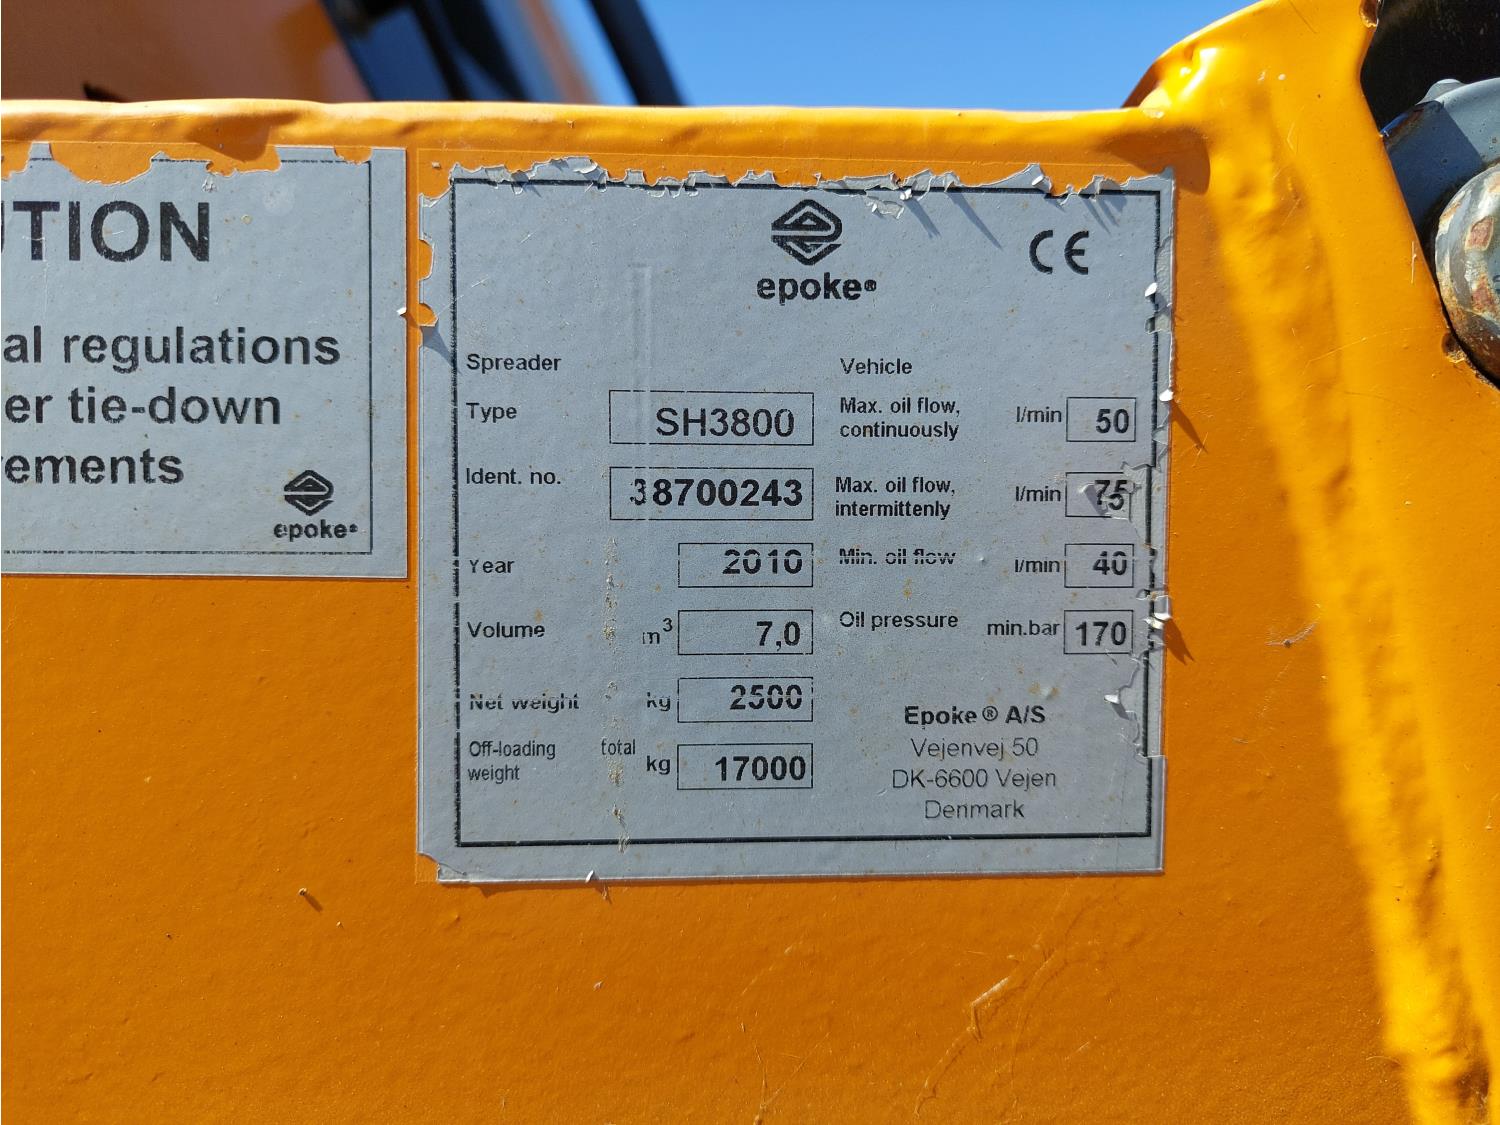 UTION
al regulations
er tie-down
ements
epoke®
epoke®
CE
Spreader
Type SH3800
Ident. no. 38700243
Year 2010
Volume m³ 7,0
Net weight kg 2500
Off-loading weight total kg 17000
Vehicle
Max. oil flow, continuously l/min 50
Max. oil flow, intermittenly l/min 75
Min. oil flow l/min 40
Oil pressure min.bar 170
Epoke® A/S
Vejenvej 50
DK-6600 Vejen
Denmark